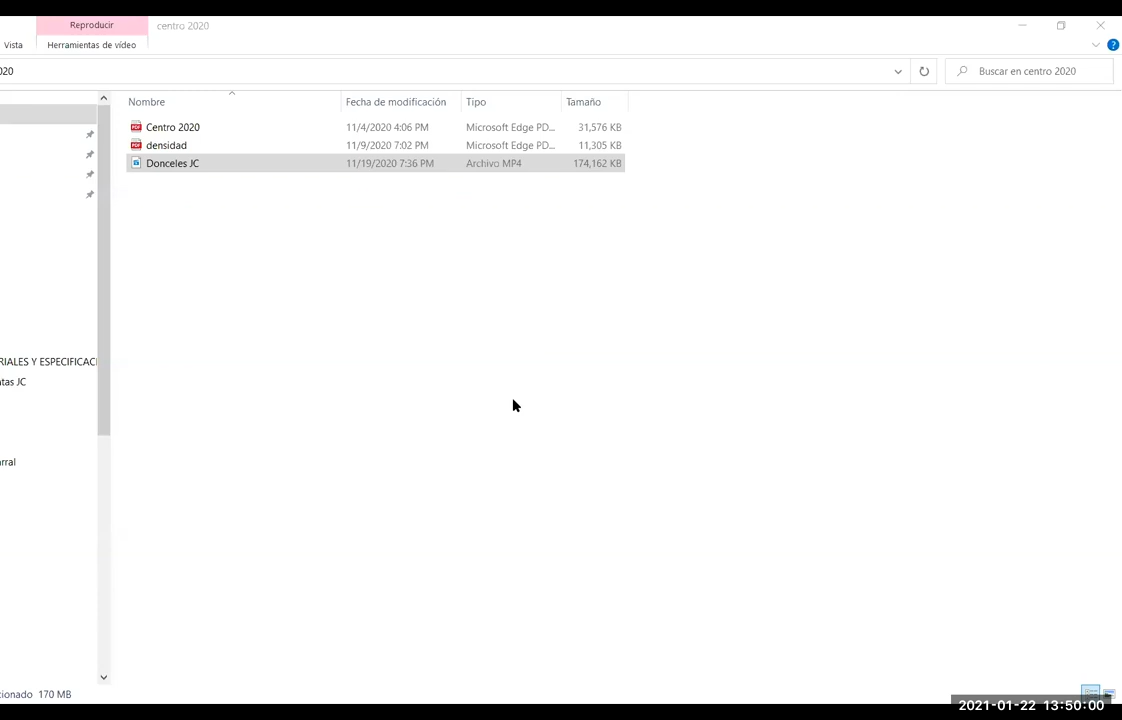 Reproducir
centro 2020
Vista
Herramientas de vídeo
020
Buscar en centro 2020
Nombre
Fecha de modificación
Tipo
Tamaño
Centro 2020
11/4/2020 4:06 PM
Microsoft Edge PD...
31,576 KB
densidad
11/9/2020 7:02 PM
Microsoft Edge PD...
11,305 KB
Donceles JC
11/19/2020 7:36 PM
Archivo MP4
174,162 KB
RIALES Y ESPECIFICACI
tas JC
rral
cionado 170 MB
2021-01-22 13:50:00